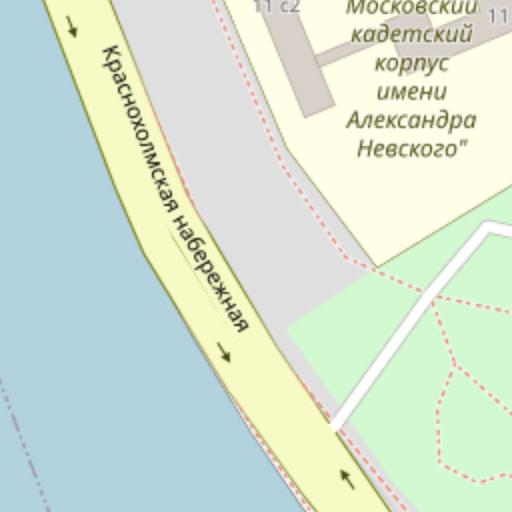 11 с2
11
Московский
кадетский
корпус
имени
Александра
Невского"
Краснохолмская набережная